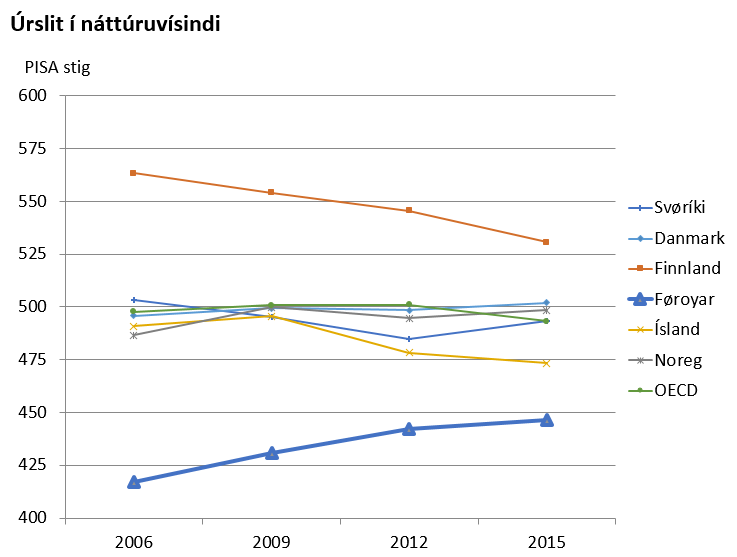 Úrslit í náttúruvísindi
PISA stig
600
575
550
525
500
475
450
425
400
2006 2009 2012 2015
Svøríki
Danmark
Finnland
Føroyar
Ísland
Noreg
OECD